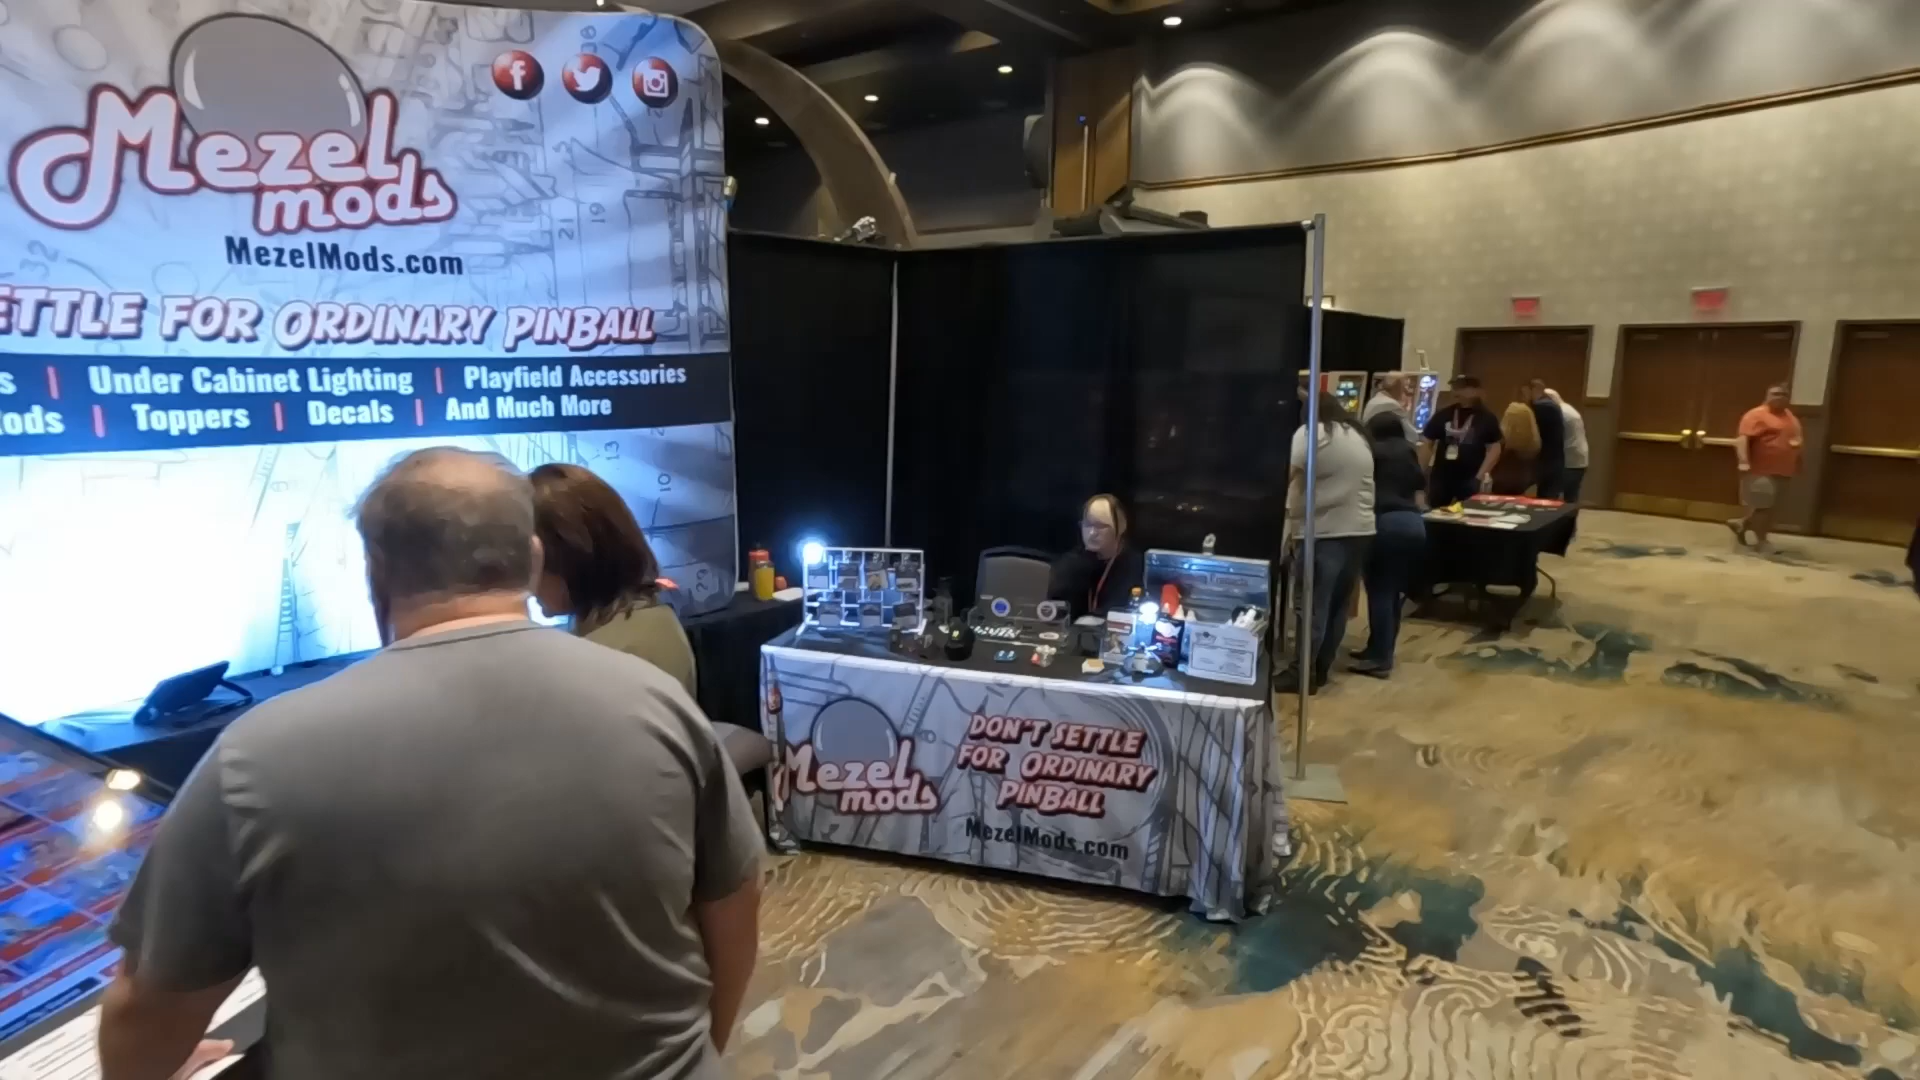 Mezel
mods
MezelMods.com
ETTLE FOR ORDINARY PINBALL
s | Under Cabinet Lighting | Playfield Accessories
ods | Toppers | Decals | And Much More
Mezel
mods
DON'T SETTLE
FOR ORDINARY
PINBALL
MezelMods.com